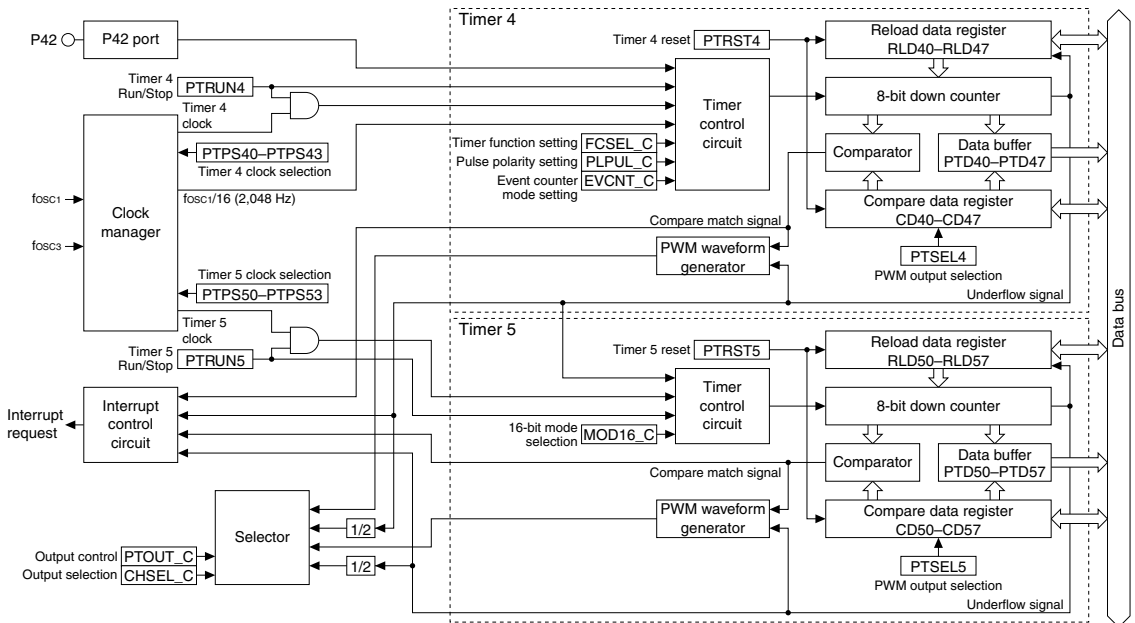 Timer 4
P42
P42 port
Timer 4 reset
PTRST4
Reload data register
RLD40–RLD47
Timer 4
Run/Stop
PTRUN4
Timer 4
clock
Timer
control
circuit
8-bit down counter
PTPS40–PTPS43
Timer 4 clock selection
Timer function setting
FCSEL_C
Pulse polarity setting
PLPUL_C
Event counter
mode setting
EVCNT_C
Comparator
Data buffer
PTD40–PTD47
fOSC1
fOSC1/16 (2,048 Hz)
Clock
manager
fOSC3
Compare match signal
Compare data register
CD40–CD47
PWM waveform
generator
PTSEL4
PWM output selection
Timer 5 clock selection
PTPS50–PTPS53
Underflow signal
Data bus
Timer 5
Timer 5
clock
Timer 5
Run/Stop
PTRUN5
Timer 5 reset
PTRST5
Reload data register
RLD50–RLD57
Timer
control
circuit
8-bit down counter
Interrupt
request
Interrupt
control
circuit
16-bit mode
selection
MOD16_C
Compare match signal
Comparator
Data buffer
PTD50–PTD57
Selector
1/2
1/2
PWM waveform
generator
Compare data register
CD50–CD57
Output control
PTOUT_C
Output selection
CHSEL_C
PTSEL5
PWM output selection
Underflow signal